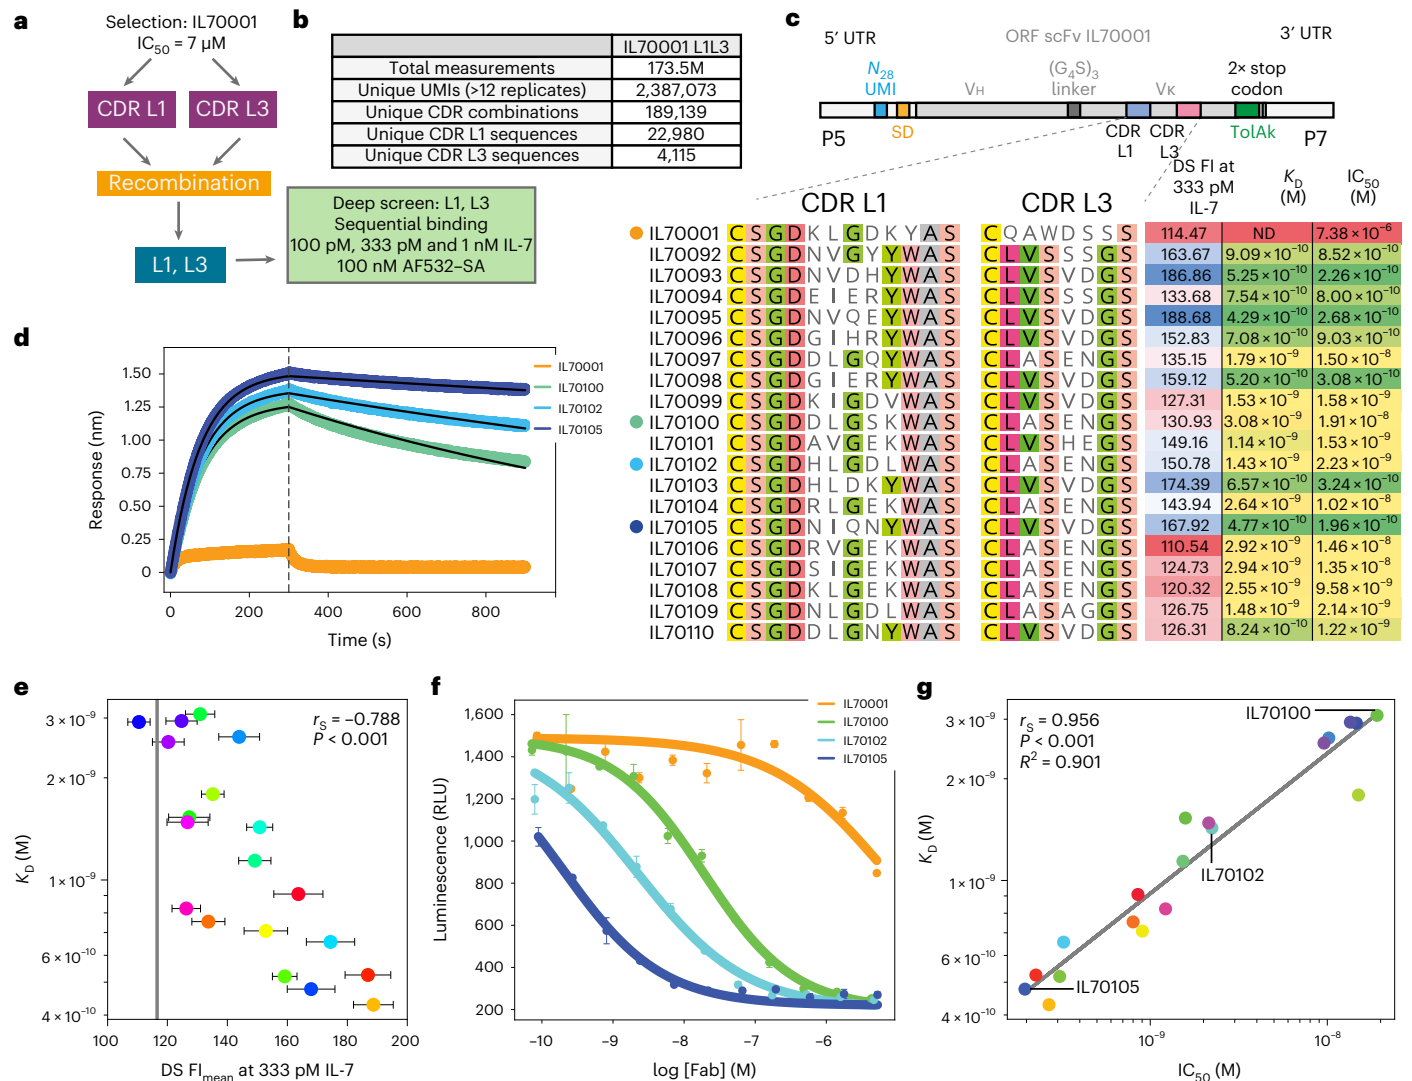 a
Selection: IL70001
IC50 = 7 µM
CDR L1
CDR L3
Recombination
L1, L3
Deep screen: L1, L3
Sequential binding
100 pM, 333 pM and 1 nM IL-7
100 nM AF532–SA
b
IL70001 L1L3
Total measurements 173.5M
Unique UMIs (>12 replicates) 2,387,073
Unique CDR combinations 189,139
Unique CDR L1 sequences 22,980
Unique CDR L3 sequences 4,115
c
5′ UTR
ORF scFv IL70001
3′ UTR
N28
UMI
VH
(G4S)3
linker
Vκ
2× stop
codon
P5
SD
CDR
L1
CDR
L3
TolAk
P7
CDR L1
CDR L3
DS FI at
333 pM
IL-7
KD
(M)
IC50
(M)
IL70001 CSGDKLGDKYAS CQAWDSSS 114.47 ND 7.38 × 10−6
IL70092 CSGDNVGYYWAS CLVSSSGS 163.67 9.09 × 10−10 8.52 × 10−10
IL70093 CSGDNVDHYWAS CLVSVDGS 186.86 5.25 × 10−10 2.26 × 10−10
IL70094 CSGDEIERYWAS CLVSSSGS 133.68 7.54 × 10−10 8.00 × 10−10
IL70095 CSGDNVQEYWAS CLVSVDGS 188.68 4.29 × 10−10 2.68 × 10−10
IL70096 CSGDGIHRYWAS CLVSVDGS 152.83 7.08 × 10−10 9.03 × 10−10
IL70097 CSGDDLGQYWAS CLASENGS 135.15 1.79 × 10−9 1.50 × 10−8
IL70098 CSGDGIERYWAS CLVSVDGS 159.12 5.20 × 10−10 3.08 × 10−10
IL70099 CSGDKIGDVWAS CLVSVDGS 127.31 1.53 × 10−9 1.58 × 10−9
IL70100 CSGDDLGSKWAS CLASENGS 130.93 3.08 × 10−9 1.91 × 10−8
IL70101 CSGDAVGEKWAS CLVSHEGS 149.16 1.14 × 10−9 1.53 × 10−9
IL70102 CSGDHLGDLWAS CLASENGS 150.78 1.43 × 10−9 2.23 × 10−9
IL70103 CSGDHLDKYWAS CLVSVDGS 174.39 6.57 × 10−10 3.24 × 10−10
IL70104 CSGDRLGEKWAS CLASENGS 143.94 2.64 × 10−9 1.02 × 10−8
IL70105 CSGDNIQNYWAS CLVSVDGS 167.92 4.77 × 10−10 1.96 × 10−10
IL70106 CSGDRVGEKWAS CLASENGS 110.54 2.92 × 10−9 1.46 × 10−8
IL70107 CSGDSIGEKWAS CLASENGS 124.73 2.94 × 10−9 1.35 × 10−8
IL70108 CSGDKLGEKWAS CLASENGS 120.32 2.55 × 10−9 9.58 × 10−9
IL70109 CSGDNLGDLWAS CLASAGGS 126.75 1.48 × 10−9 2.14 × 10−9
IL70110 CSGDDLGNYWAS CLVSVDGS 126.31 8.24 × 10−10 1.22 × 10−9
d
Response (nm)
1.50
1.25
1.00
0.75
0.50
0.25
0
0 200 400 600 800
Time (s)
IL70001
IL70100
IL70102
IL70105
e
KD (M)
3 × 10−9
2 × 10−9
1 × 10−9
6 × 10−10
4 × 10−10
rS = −0.788
P < 0.001
100 120 140 160 180 200
DS FImean at 333 pM IL-7
f
Luminescence (RLU)
1,600
1,400
1,200
1,000
800
600
400
200
−10 −9 −8 −7 −6
log [Fab] (M)
IL70001
IL70100
IL70102
IL70105
g
KD (M)
3 × 10−9
2 × 10−9
1 × 10−9
6 × 10−10
4 × 10−10
rS = 0.956
P < 0.001
R2 = 0.901
IL70100
IL70102
IL70105
10−9 10−8
IC50 (M)